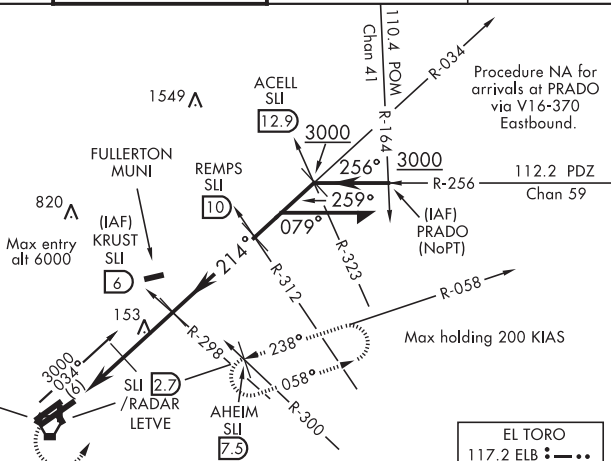 110.4 POM
Chan 41
R-034
Procedure NA for
arrivals at PRADO
via V16-370
Eastbound.
ACELL
SLI
12.9
1549
3000
R-164
FULLERTON
MUNI
REMPS
SLI
10
256°
3000
R-256
112.2 PDZ
Chan 59
259°
079°
(IAF)
PRADO
(NoPT)
820
Max entry
alt 6000
(IAF)
KRUST
SLI
6
214°
R-323
R-312
R-058
153
R-298
238°
058°
Max holding 200 KIAS
3000
034°
(6)
SLI 2.7
/RADAR
LETVE
AHEIM
SLI
7.5
R-300
EL TORO
117.2 ELB